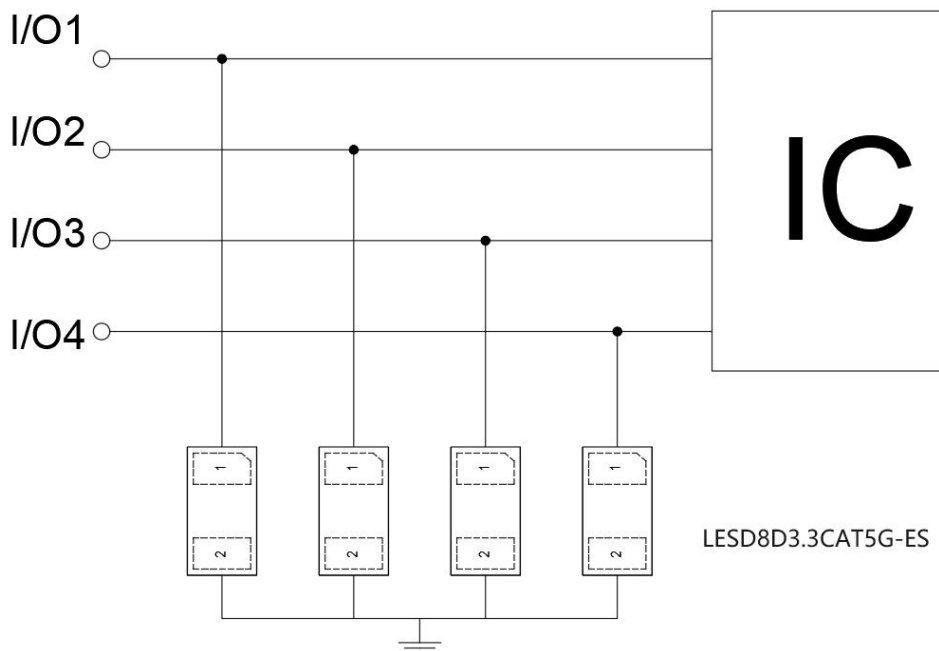 I/O1
I/O2
I/O3
I/O4
IC
1 1 1 1
2 2 2 2
LESD8D3.3CAT5G-ES